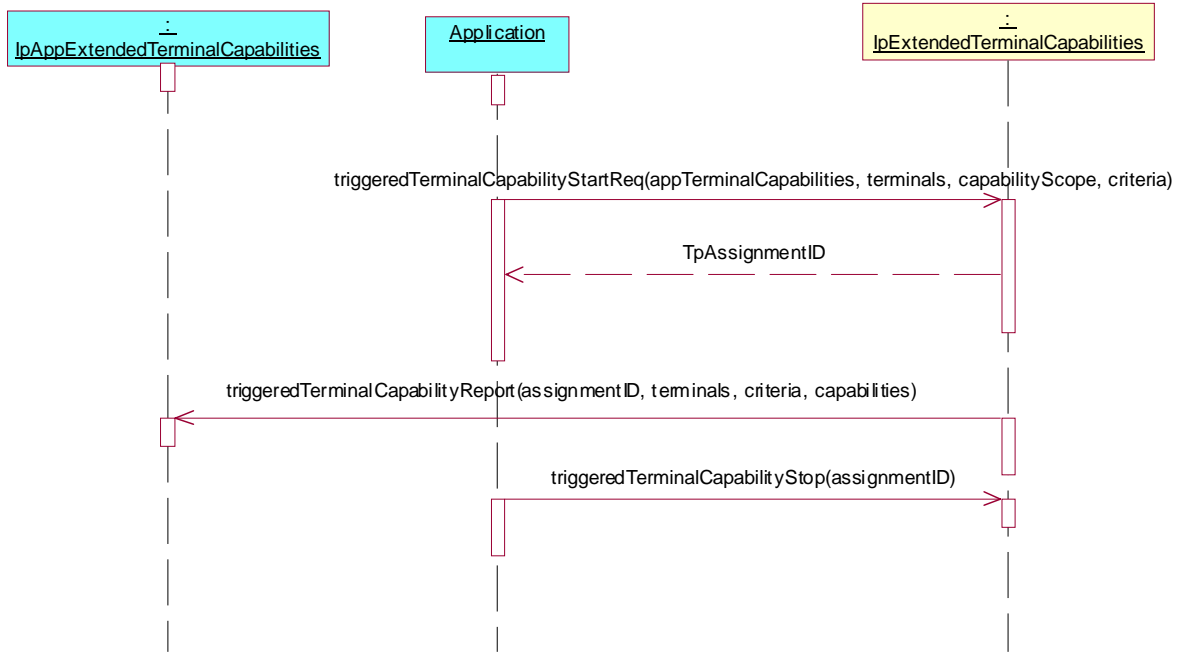 :
IpAppExtendedTerminalCapabilities
Application
:
IpExtendedTerminalCapabilities
triggeredTerminalCapabilityStartReq(appTerminalCapabilities, terminals, capabilityScope, criteria)
TpAssignmentID
triggeredTerminalCapabilityReport(assignmentID, terminals, criteria, capabilities)
triggeredTerminalCapabilityStop(assignmentID)